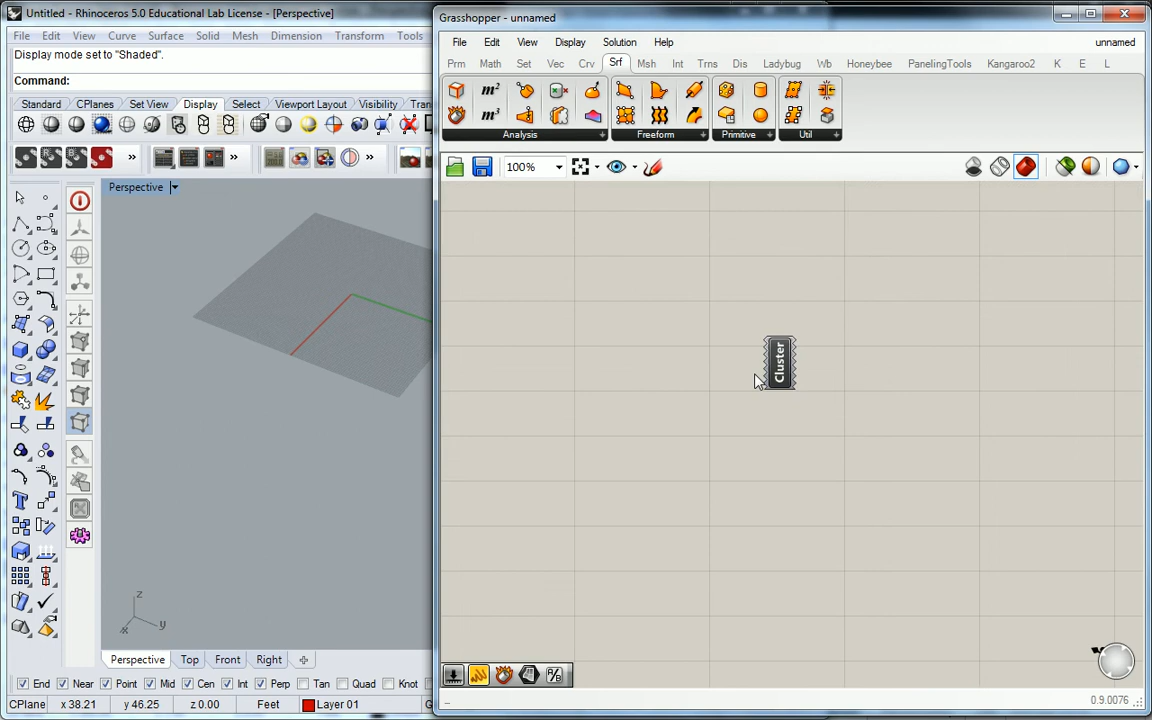 Untitled - Rhinoceros 5.0 Educational Lab License - [Perspective]
File Edit View Curve Surface Solid Mesh Dimension Transform Tools
Display mode set to "Shaded".
Command:
Standard CPlanes Set View Display Select Viewport Layout Visibility
Perspective
z
y
x
Perspective Top Front Right
End Near Point Mid Cen Int Perp Tan Quad Knot
CPlane x 38.21 y 46.25 z 0.00 Feet Layer 01
Grasshopper - unnamed
File Edit View Display Solution Help unnamed
Prm Math Set Vec Crv Srf Msh Int Trns Dis Ladybug Wb Honeybee PanelingTools Kangaroo2 K E L
m²
m³
Analysis Freeform Primitive Util
100%
Cluster
0.9.0076